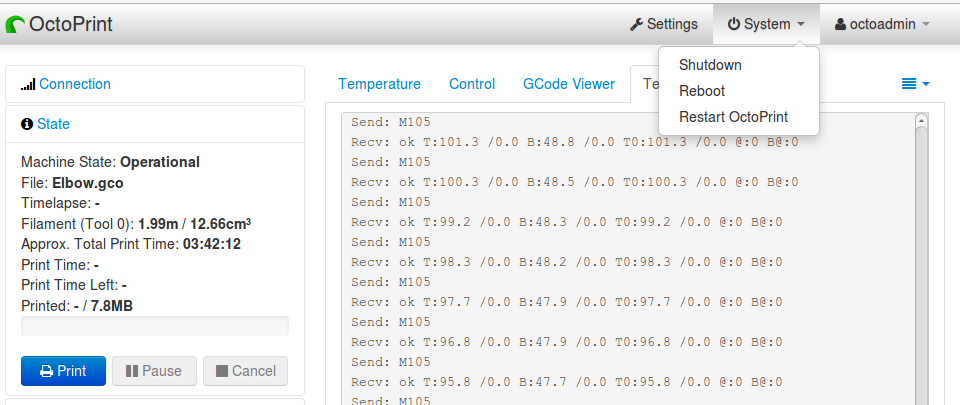 OctoPrint
Settings
System
octoadmin
Shutdown
Reboot
Restart OctoPrint
Connection
State
Machine State: Operational
File: Elbow.gco
Timelapse: -
Filament (Tool 0): 1.99m / 12.66cm³
Approx. Total Print Time: 03:42:12
Print Time: -
Print Time Left: -
Printed: - / 7.8MB
Print
Pause
Cancel
Temperature
Control
GCode Viewer
Te
Send: M105
Recv: ok T:101.3 /0.0 B:48.8 /0.0 T0:101.3 /0.0 @:0 B@:0
Send: M105
Recv: ok T:100.3 /0.0 B:48.5 /0.0 T0:100.3 /0.0 @:0 B@:0
Send: M105
Recv: ok T:99.2 /0.0 B:48.3 /0.0 T0:99.2 /0.0 @:0 B@:0
Send: M105
Recv: ok T:98.3 /0.0 B:48.2 /0.0 T0:98.3 /0.0 @:0 B@:0
Send: M105
Recv: ok T:97.7 /0.0 B:47.9 /0.0 T0:97.7 /0.0 @:0 B@:0
Send: M105
Recv: ok T:96.8 /0.0 B:47.9 /0.0 T0:96.8 /0.0 @:0 B@:0
Send: M105
Recv: ok T:95.8 /0.0 B:47.7 /0.0 T0:95.8 /0.0 @:0 B@:0
Send: M105